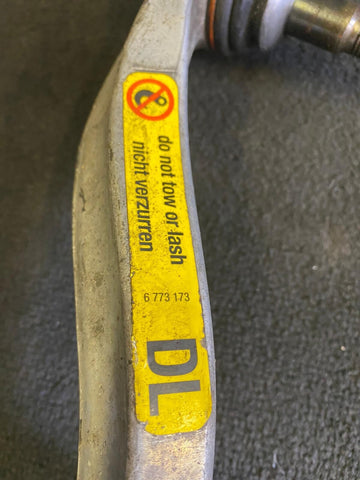 do not tow or lash
nicht verzurren
6 773 173
DL